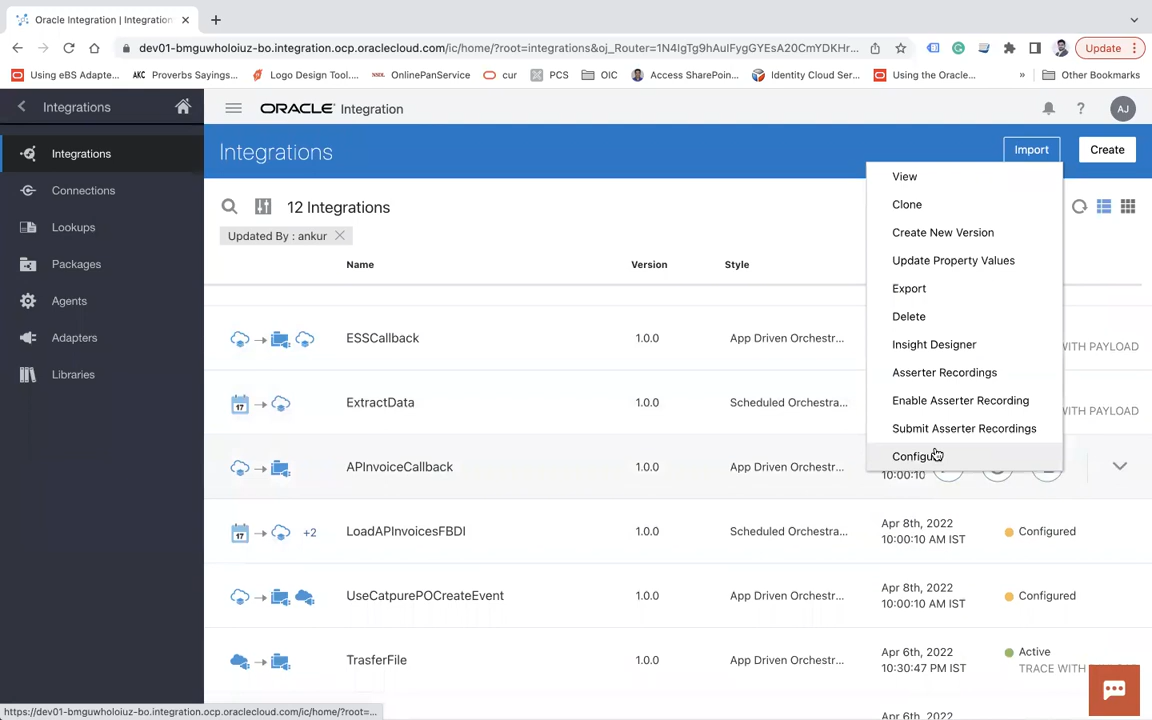 Oracle Integration | Integration
dev01-bmguwholoiuz-bo.integration.ocp.oraclecloud.com/ic/home/?root=integrations&oj_Router=1N4IgTg9hAuIFygGYEsA20CmYDKHr...
Update
Using eBS Adapte...
AKC Proverbs Sayings...
Logo Design Tool....
OnlinePanService
cur
PCS
OIC
Access SharePoin...
Identity Cloud Ser...
Using the Oracle...
»
Other Bookmarks
Integrations
ORACLE Integration
AJ
Integrations
Connections
Lookups
Packages
Agents
Adapters
Libraries
Integrations
Import
Create
12 Integrations
Updated By : ankur
Name Version Style
View
Clone
Create New Version
Update Property Values
Export
Delete
Insight Designer
Asserter Recordings
Enable Asserter Recording
Submit Asserter Recordings
17 ESSCallback 1.0.0 App Driven Orchestr... WITH PAYLOAD
ExtractData 1.0.0 Scheduled Orchestra... WITH PAYLOAD
APInvoiceCallback 1.0.0 App Driven Orchestr...
10:00:10
17 +2 LoadAPInvoicesFBDI 1.0.0 Scheduled Orchestra... Apr 8th, 2022 Configured
10:00:10 AM IST
UseCatpurePOCreateEvent 1.0.0 App Driven Orchestr... Apr 8th, 2022 Configured
10:00:10 AM IST
TrasferFile 1.0.0 App Driven Orchestr... Apr 6th, 2022 Active
10:30:47 PM IST TRACE WITH
Apr 6th, 2022
https://dev01-bmguwholoiuz-bo.integration.ocp.oraclecloud.com/ic/home/?root=...